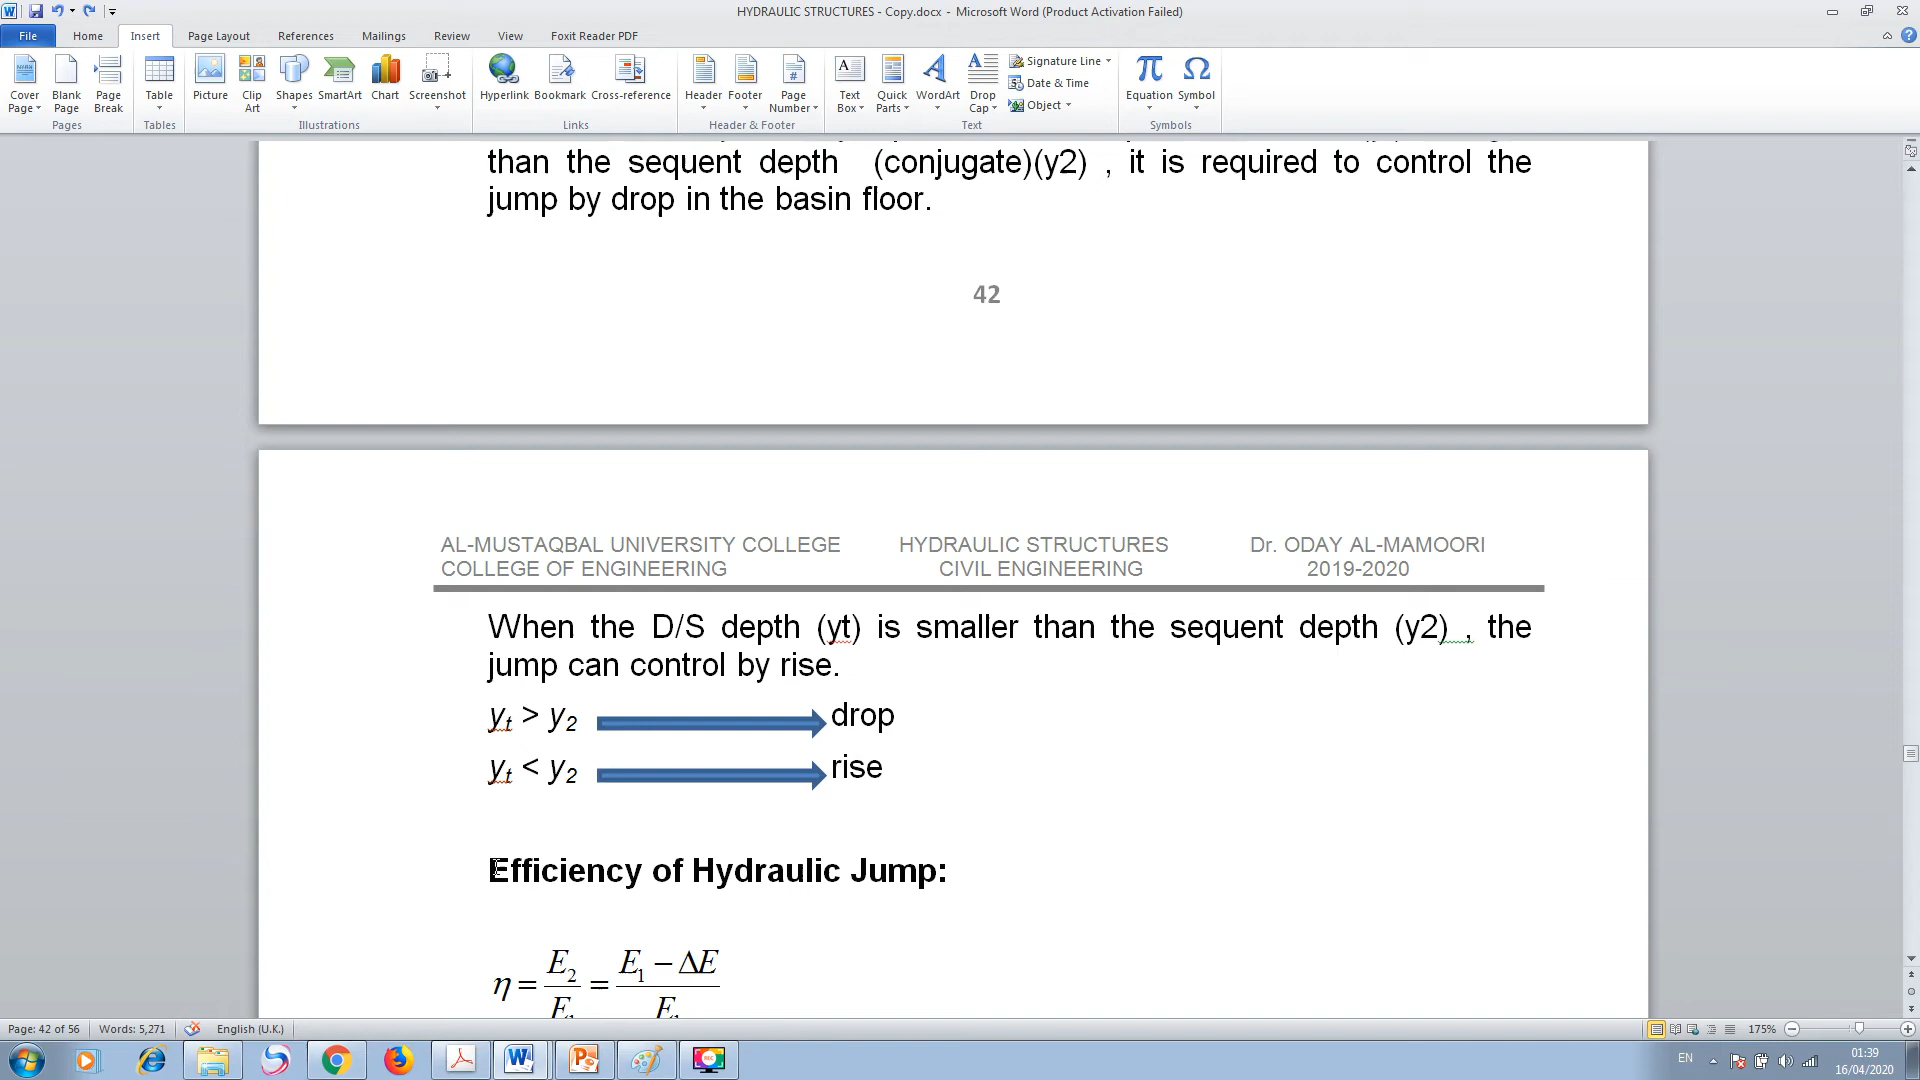 HYDRAULIC STRUCTURES - Copy.docx - Microsoft Word (Product Activation Failed)
File Home Insert Page Layout References Mailings Review View Foxit Reader PDF
Cover Page Blank Page Page Break Table Picture Clip Art Shapes SmartArt Chart Screenshot Hyperlink Bookmark Cross-reference Header Footer Page Number Text Box Quick Parts WordArt Drop Cap Signature Line Date & Time Object Equation Symbol
Pages Tables Illustrations Links Header & Footer Text Symbols
than the sequent depth (conjugate)(y2) , it is required to control the
jump by drop in the basin floor.
42
AL-MUSTAQBAL UNIVERSITY COLLEGE HYDRAULIC STRUCTURES Dr. ODAY AL-MAMOORI
COLLEGE OF ENGINEERING CIVIL ENGINEERING 2019-2020
When the D/S depth (yt) is smaller than the sequent depth (y2) , the
jump can control by rise.
yt > y2 drop
yt < y2 rise
Efficiency of Hydraulic Jump:
η = E2/E1 = E1 − ΔE/E1
Page: 42 of 56 Words: 5,271 English (U.K.) 175%
EN 01:39
16/04/2020